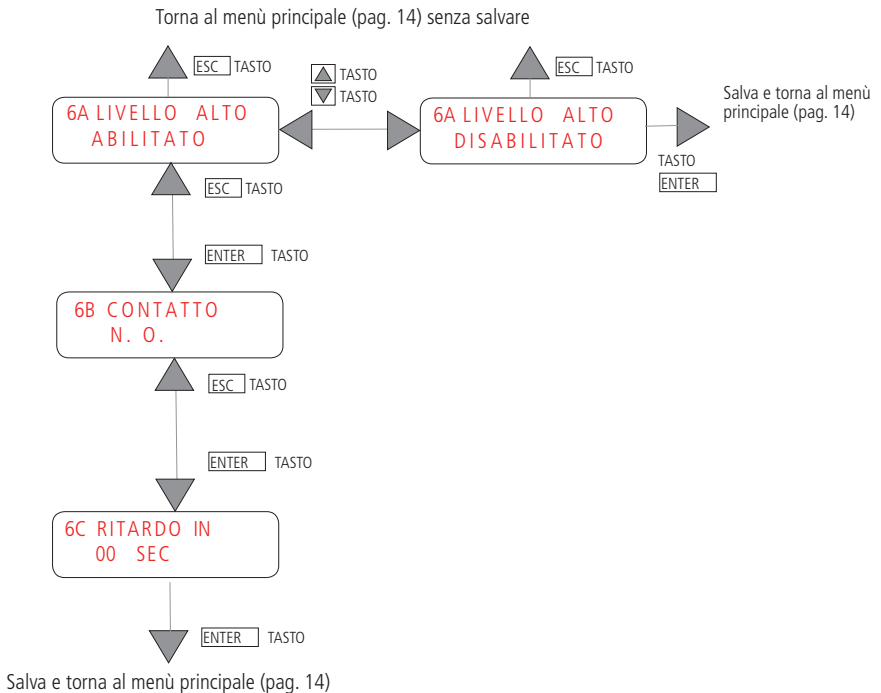 Torna al menù principale (pag. 14) senza salvare
ESC TASTO
TASTO
TASTO
ESC TASTO
6A LIVELLO ALTO
ABILITATO
6A LIVELLO ALTO
DISABILITATO
Salva e torna al menù
principale (pag. 14)
TASTO
ENTER
ESC TASTO
ENTER TASTO
6B CONTATTO
N. O.
ESC TASTO
ENTER TASTO
6C RITARDO IN
00 SEC
ENTER TASTO
Salva e torna al menù principale (pag. 14)